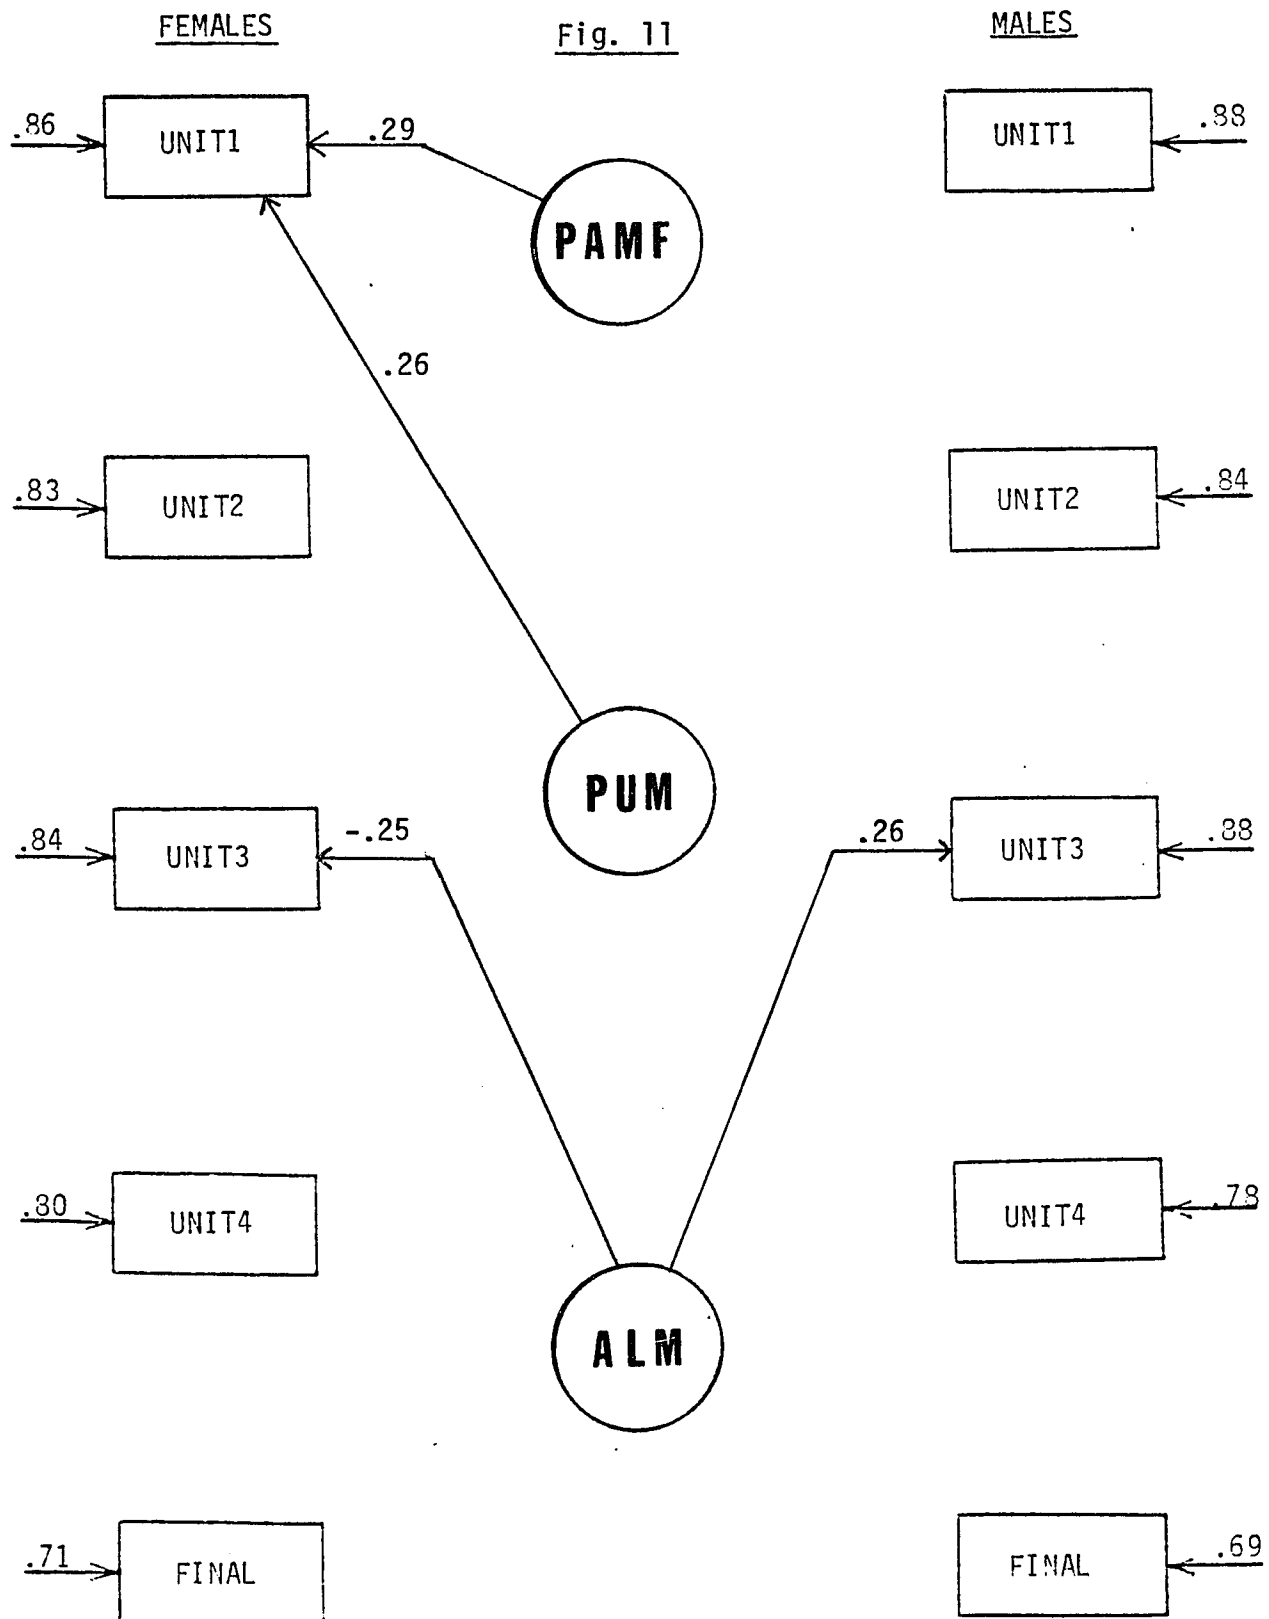 FEMALES Fig. 11 MALES
.86 UNIT1 .29 UNIT1 .88
PAMF
.26
.83 UNIT2 UNIT2 .84
PUM
.84 UNIT3 -.25 .26 UNIT3 .88
.80 UNIT4 UNIT4 .78
ALM
.71 FINAL FINAL .69